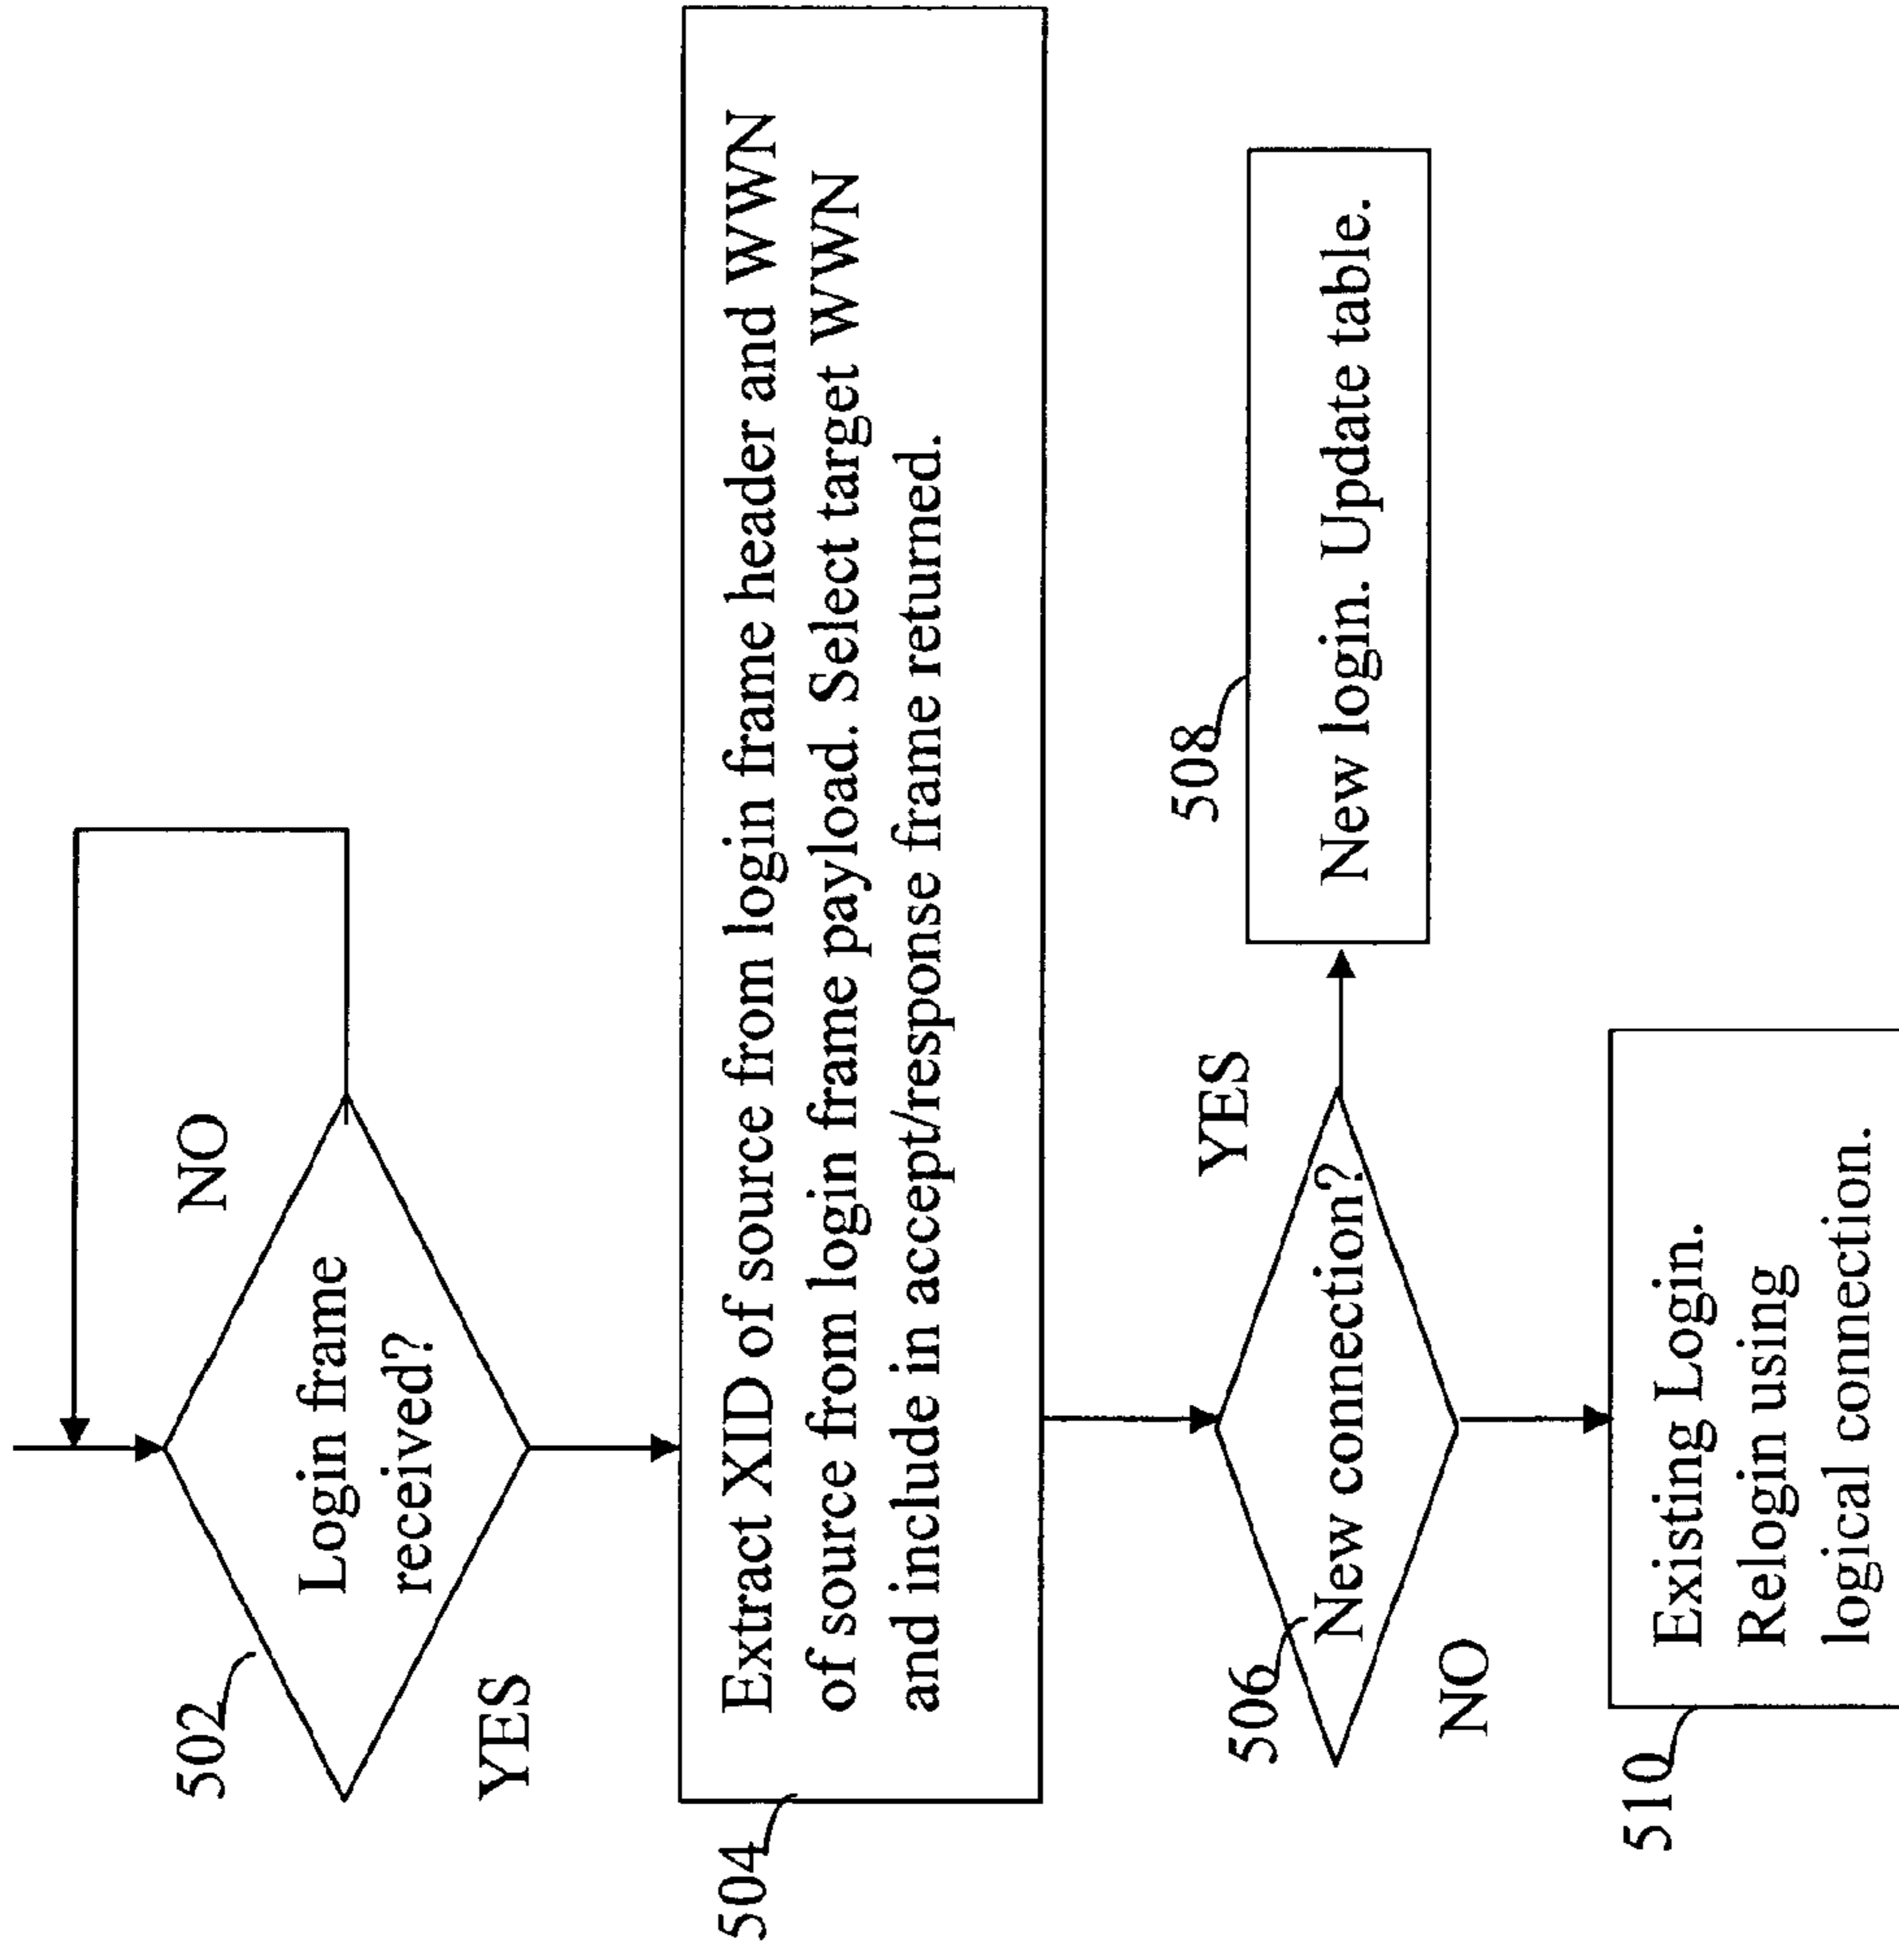 502
Login frame
received?
NO
YES
504
Extract XID of source from login frame header and WWN
of source from login frame payload. Select target WWN
and include in accept/response frame returned.
506
New connection?
YES
508
New login. Update table.
NO
510
Existing Login.
Relogin using
logical connection.